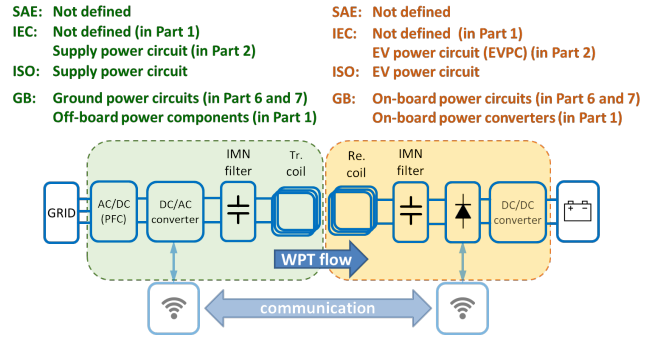 SAE: Not defined
IEC: Not defined (in Part 1)
Supply power circuit (in Part 2)
ISO: Supply power circuit
GB: Ground power circuits (in Part 6 and 7)
Off-board power components (in Part 1)
SAE: Not defined
IEC: Not defined (in Part 1)
EV power circuit (EVPC) (in Part 2)
ISO: EV power circuit
GB: On-board power circuits (in Part 6 and 7)
On-board power converters (in Part 1)
GRID
AC/DC
(PFC)
DC/AC
converter
IMN
filter
Tr.
coil
Re.
coil
IMN
filter
DC/DC
converter
WPT flow
communication